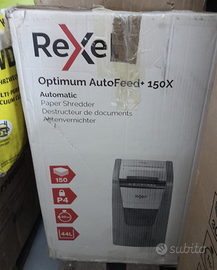 Rexel
Optimum AutoFeed+ 150X
Automatic
Paper Shredder
Destructeur de documents
Aktenvernichter
150
P4
44L
subito